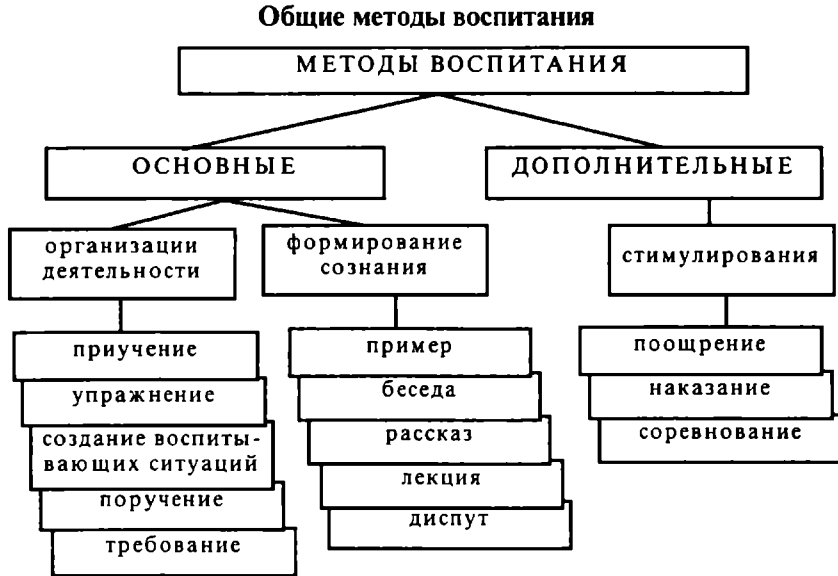 Общие методы воспитания
МЕТОДЫ ВОСПИТАНИЯ
ОСНОВНЫЕ
ДОПОЛНИТЕЛЬНЫЕ
организации
деятельности
формирование
сознания
стимулирования
приучение
упражнение
создание воспиты-
вающих ситуаций
поручение
требование
пример
беседа
рассказ
лекция
диспут
поощрение
наказание
соревнование